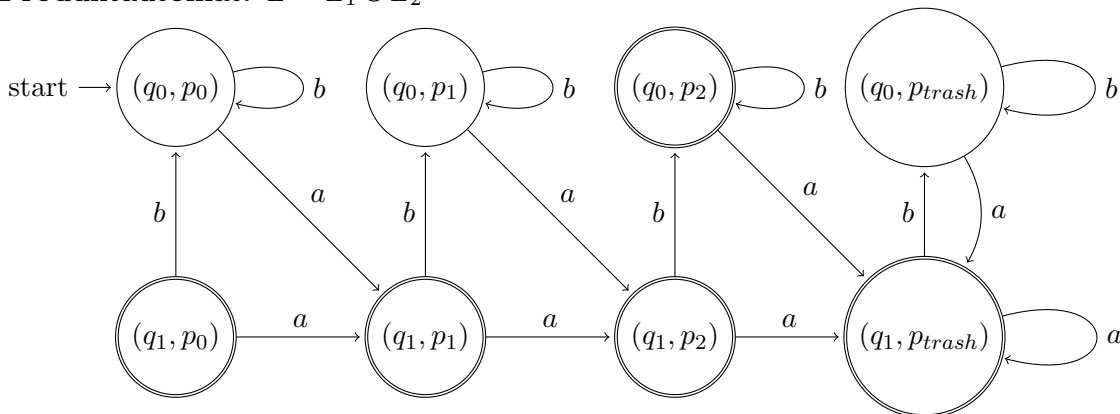 Produktautomat: L = L₁ ∪ L₂
start (q₀, p₀) b (q₀, p₁) b (q₀, p₂) b (q₀, p_trash) b
b a b a b a b a
(q₁, p₀) a (q₁, p₁) a (q₁, p₂) a (q₁, p_trash) a